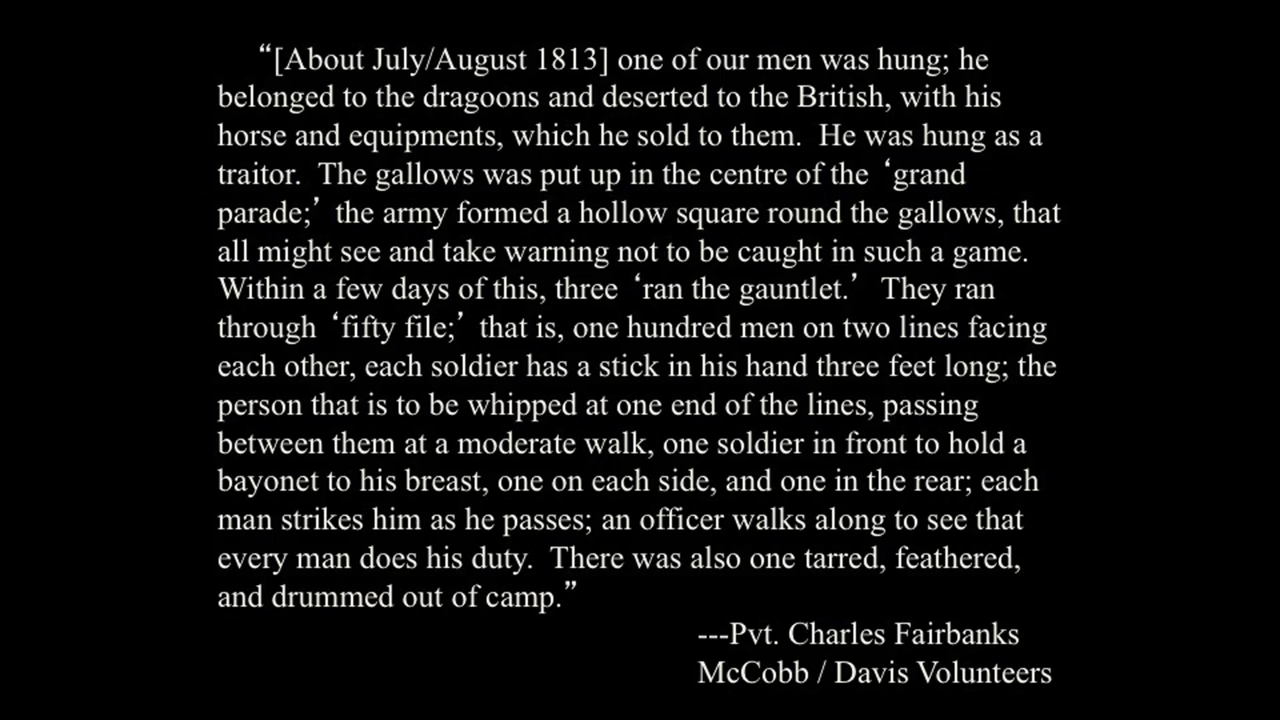 “[About July/August 1813] one of our men was hung; he
belonged to the dragoons and deserted to the British, with his
horse and equipments, which he sold to them.  He was hung as a
traitor.  The gallows was put up in the centre of the ‘grand
parade;’ the army formed a hollow square round the gallows, that
all might see and take warning not to be caught in such a game.
Within a few days of this, three ‘ran the gauntlet.’  They ran
through ‘fifty file;’ that is, one hundred men on two lines facing
each other, each soldier has a stick in his hand three feet long; the
person that is to be whipped at one end of the lines, passing
between them at a moderate walk, one soldier in front to hold a
bayonet to his breast, one on each side, and one in the rear; each
man strikes him as he passes; an officer walks along to see that
every man does his duty.  There was also one tarred, feathered,
and drummed out of camp.”
---Pvt. Charles Fairbanks
McCobb / Davis Volunteers